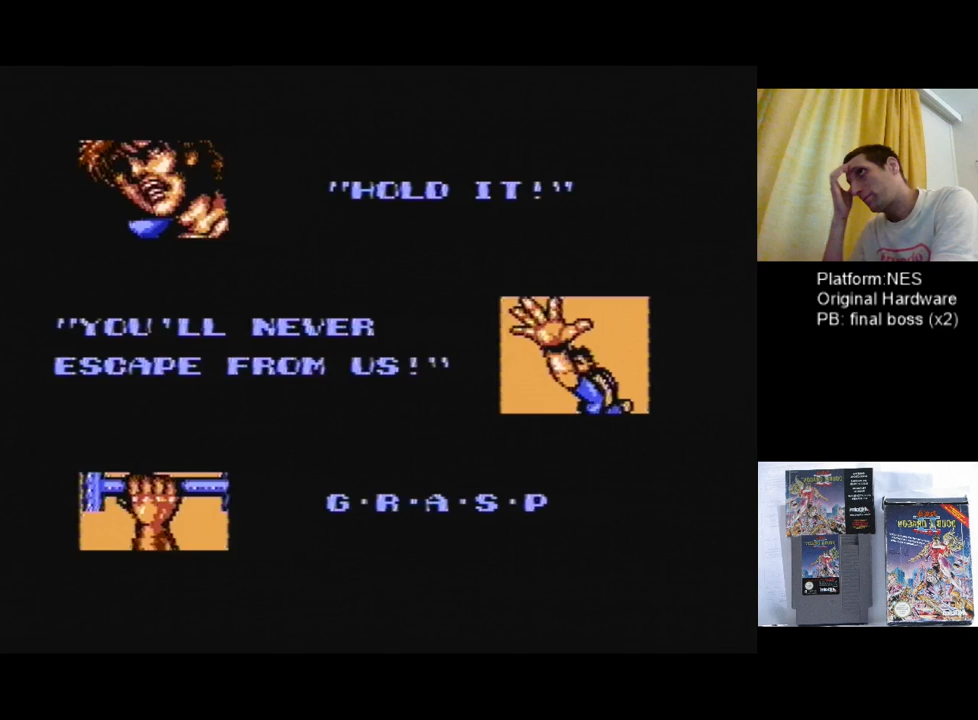 "HOLD IT!"
"YOU'LL NEVER
ESCAPE FROM US!"
G·R·A·S·P
Platform:NES
Original Hardware
PB: final boss (x2)